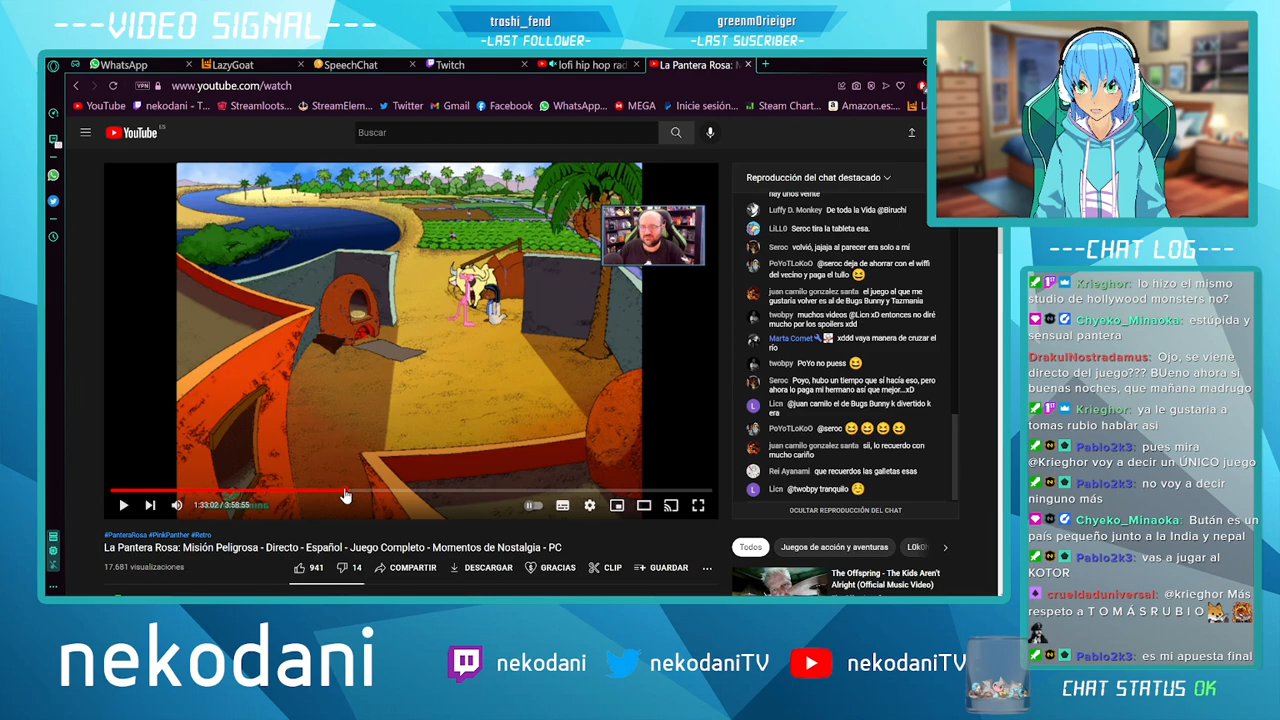 ---VIDEO SIGNAL---
trashi_fend
-LAST FOLLOWER-
greenm0rieiger
-LAST SUSCRIBER-
WhatsApp
LazyGoat
SpeechChat
Twitch
lofi hip hop rad
La Pantera Rosa: M
www.youtube.com/watch
VPN
YouTube
nekodani - T...
Streamloots...
StreamElem...
Twitter
Gmail
Facebook
WhatsApp...
MEGA
Inicie sesión...
Steam Chart...
Amazon.es:...
YouTube ES
Buscar
Reproducción del chat destacado
hay unos veinte
Luffy D. Monkey De toda la Vida @Biruchi
LiLL0 Seroc tira la tableta esa.
Seroc volvió, jajaja al parecer era solo a mí
PoYoTLoKoO @seroc deja de ahorrar con el wiffi
del vecino y paga el tullo
juan camilo gonzalez santa el juego al que me
gustaria volver es al de Bugs Bunny y Tazmania
twobpy muchos videos @Licn xD entonces no diré
mucho por los spoilers xdd
Marta Comet xddd vaya manera de cruzar el
río
twobpy PoYo no puess
Seroc Poyo, hubo un tiempo que sí hacía eso, pero
ahora lo paga mi hermano así que mejor...xD
Licn @juan camilo el de Bugs Bunny k divertido k
era
PoYoTLoKoO @seroc
juan camilo gonzalez santa sii, lo recuerdo con
mucho cariño
Rei Ayanami que recuerdos las galletas esas
Licn @twobpy tranquilo
OCULTAR REPRODUCCIÓN DEL CHAT
1:33:02 / 3:58:55
#PanteraRosa #PinkPanther #Retro
La Pantera Rosa: Misión Peligrosa - Directo - Español - Juego Completo - Momentos de Nostalgia - PC
17.681 visualizaciones
941
14
COMPARTIR
DESCARGAR
GRACIAS
CLIP
GUARDAR
Todos
Juegos de acción y aventuras
The Offspring - The Kids Aren't
Alright (Official Music Video)
---CHAT LOG---
Krieghor: lo hizo el mismo
studio de hollywood monsters no?
Chyeko_Minaoka: estúpida y
sensual pantera
DrakulNostradamus: Ojo, se viene
directo del juego??? BUeno ahora si
buenas noches, que mañana madrugo
Krieghor: ya le gustaria a
tomas rubio hablar asi
Pablo2k3: pues mira
@Krieghor voy a decir un ÚNICO juego
Pablo2k3: no voy a decir
ninguno más
Chyeko_Minaoka: Bután es un
país pequeño junto a la India y nepal
Pablo2k3: vas a jugar al
KOTOR
crueldaduniversal: @krieghor Más
respeto a T O M Á S R U B I O
Pablo2k3: es mi apuesta final
CHAT STATUS OK
nekodani
nekodani
nekodaniTV
nekodaniTV